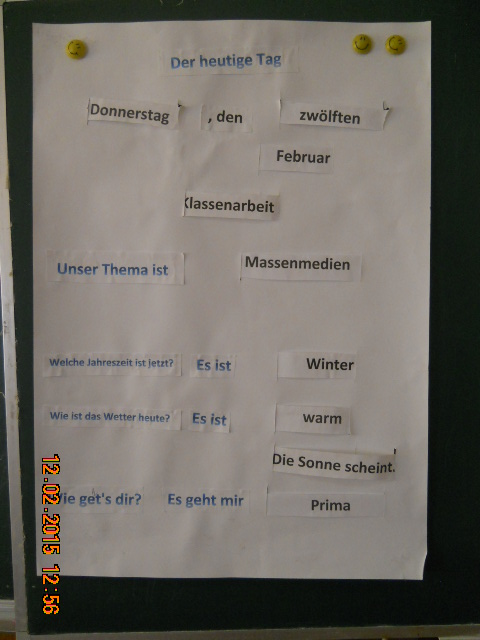 Der heutige Tag
Donnerstag , den zwölften
Februar
Klassenarbeit
Unser Thema ist Massenmedien
Welche Jahreszeit ist jetzt? Es ist Winter
Wie ist das Wetter heute? Es ist warm
Die Sonne scheint.
Wie get's dir? Es geht mir Prima
12.02.2015 12:56